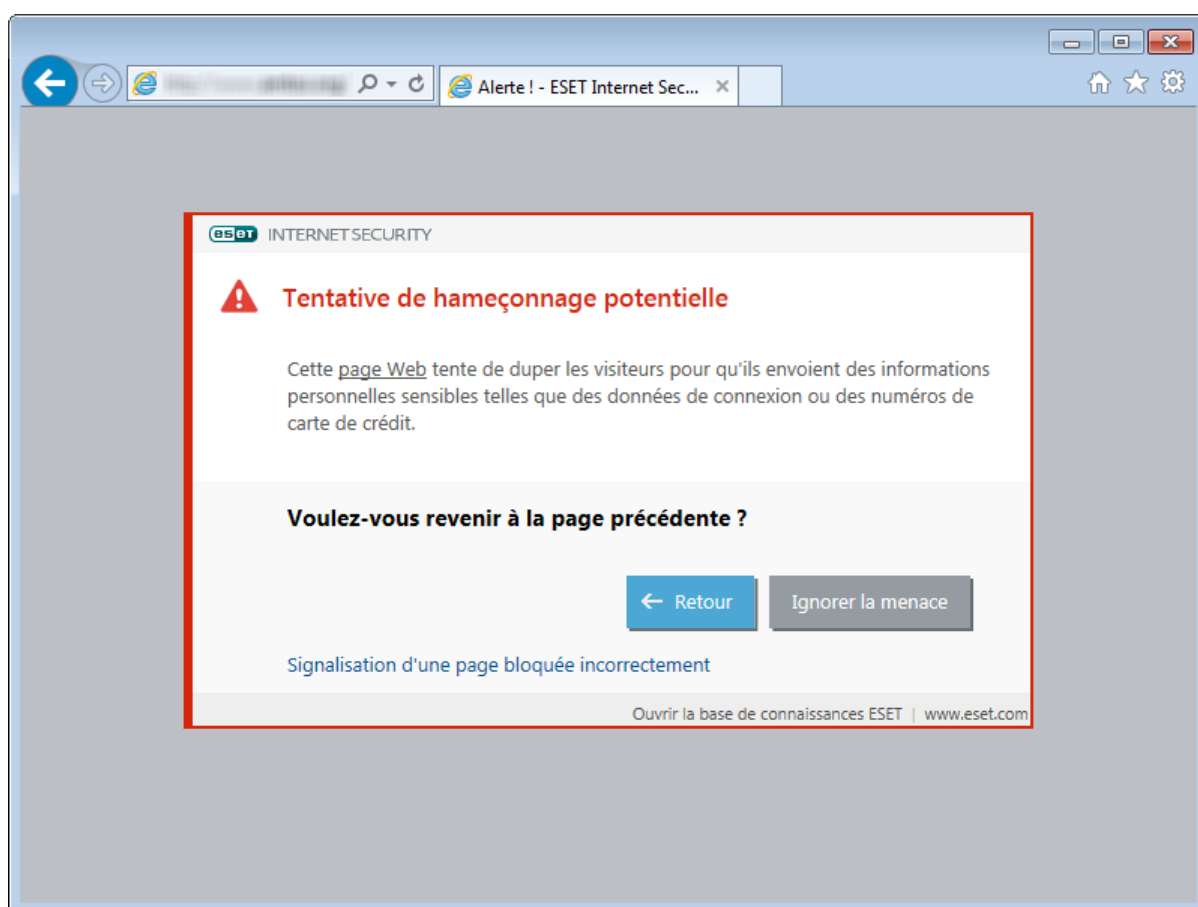 Alerte ! - ESET Internet Sec...
eset INTERNET SECURITY
Tentative de hameçonnage potentielle
Cette page Web tente de duper les visiteurs pour qu'ils envoient des informations
personnelles sensibles telles que des données de connexion ou des numéros de
carte de crédit.
Voulez-vous revenir à la page précédente ?
Retour
Ignorer la menace
Signalisation d'une page bloquée incorrectement
Ouvrir la base de connaissances ESET | www.eset.com